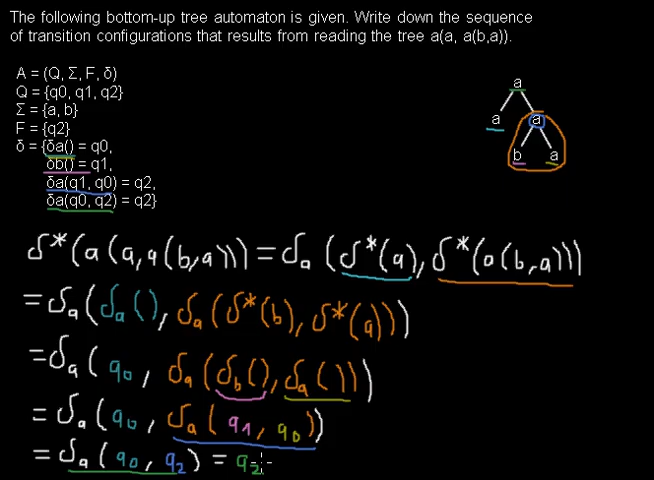 The following bottom-up tree automaton is given. Write down the sequence
of transition configurations that results from reading the tree a(a, a(b,a)).
A = (Q, Σ, F, δ)
Q = {q0, q1, q2}
Σ = {a, b}
F = {q2}
δ = {δa() = q0,
δb() = q1,
δa(q1, q0) = q2,
δa(q0, q2) = q2}
a
a a
b a
δ*(a(a,a(b,a))) = δa(δ*(a), δ*(a(b,a)))
= δa(δa(), δa(δ*(b), δ*(a)))
= δa(q0, δa(δb(), δa()))
= δa(q0, δa(q1, q0))
= δa(q0, q2) = q2